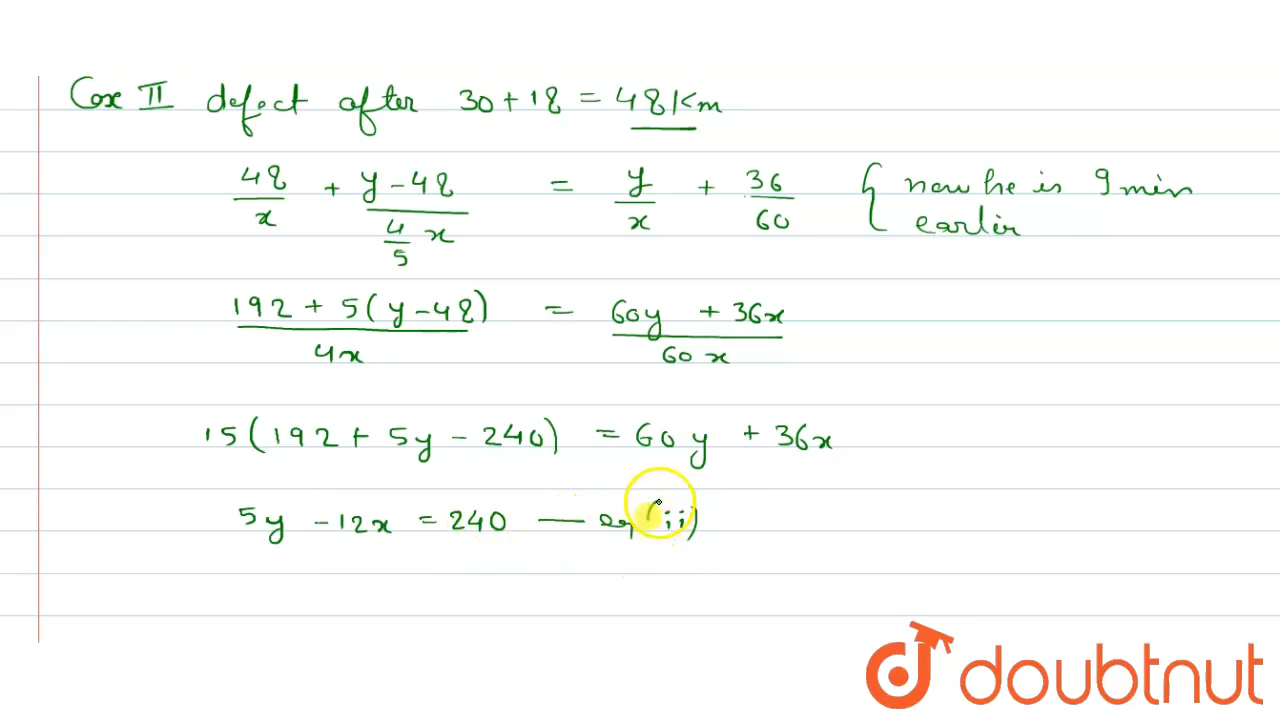 Case II defect after 30 + 18 = 48 Km
48/x + (y - 48)/(4/5 x) = y/x + 36/60 { now he is 9 min earlier
(192 + 5(y - 48))/4x = (60y + 36x)/60x
15(192 + 5y - 240) = 60y + 36x
5y - 12x = 240 — eq (ii)
doubtnut